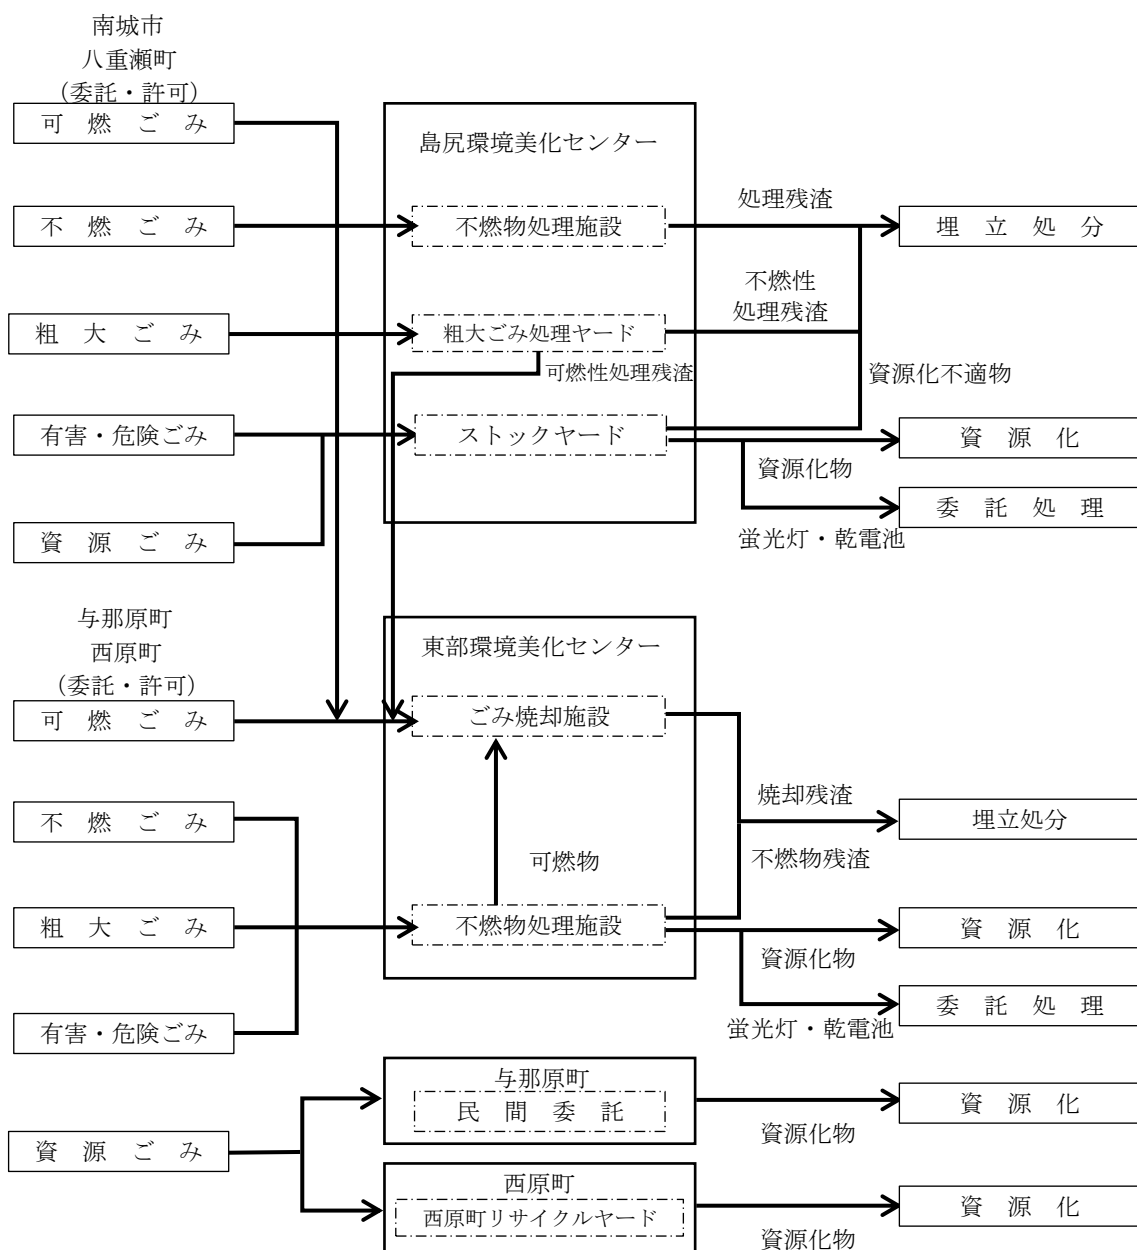 南城市
八重瀬町
（委託・許可）
可燃ごみ
島尻環境美化センター
不燃ごみ
不燃物処理施設
処理残渣
埋立処分
粗大ごみ
粗大ごみ処理ヤード
不燃性
処理残渣
可燃性処理残渣
資源化不適物
有害・危険ごみ
ストックヤード
資源化物
資源化
委託処理
蛍光灯・乾電池
資源ごみ
与那原町
西原町
（委託・許可）
可燃ごみ
東部環境美化センター
ごみ焼却施設
不燃ごみ
可燃物
焼却残渣
不燃物残渣
埋立処分
粗大ごみ
不燃物処理施設
資源化物
資源化
有害・危険ごみ
委託処理
蛍光灯・乾電池
資源ごみ
与那原町
民間委託
資源化物
資源化
西原町
西原町リサイクルヤード
資源化物
資源化